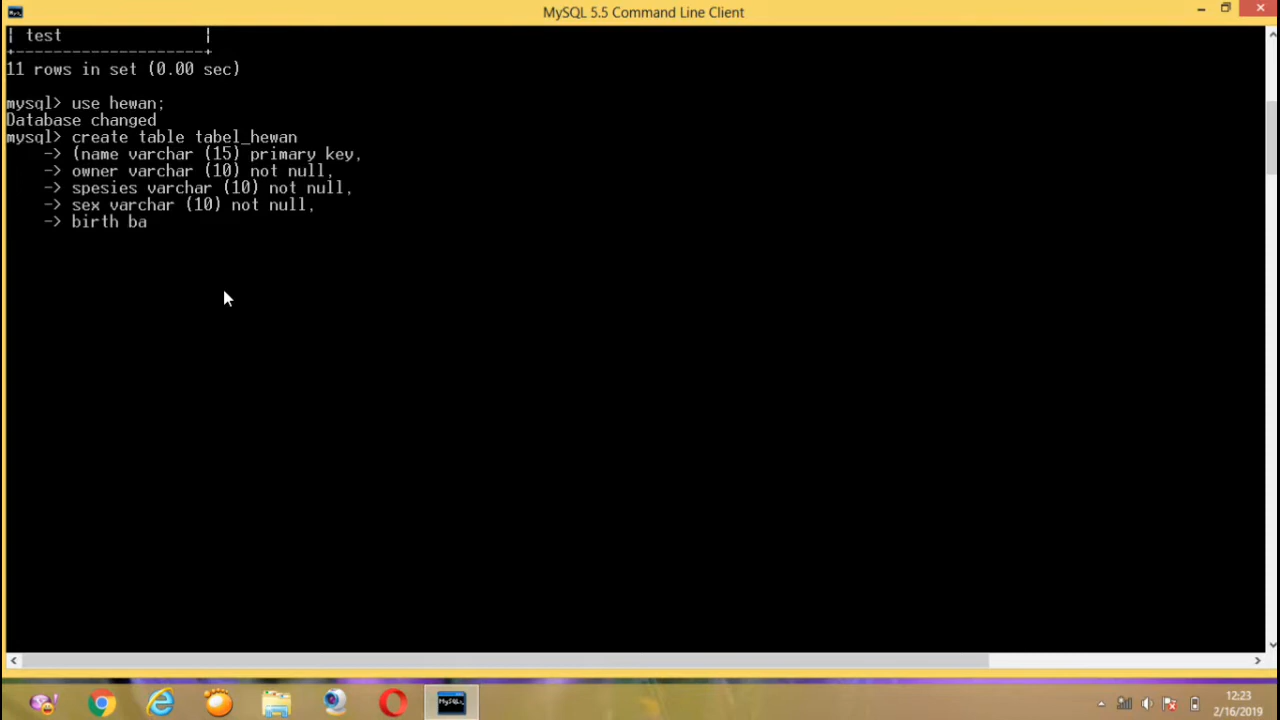 MySQL 5.5 Command Line Client
| test |
+--------------------+
11 rows in set (0.00 sec)
mysql> use hewan;
Database changed
mysql> create table tabel_hewan
-> (name varchar (15) primary key,
-> owner varchar (10) not null,
-> spesies varchar (10) not null,
-> sex varchar (10) not null,
-> birth ba
12:23
2/16/2019